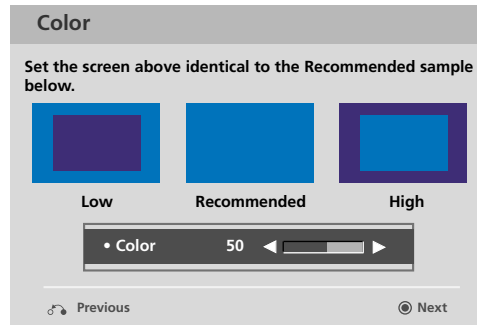 Color
Set the screen above identical to the Recommended sample
below.
Low Recommended High
• Color 50
Previous Next